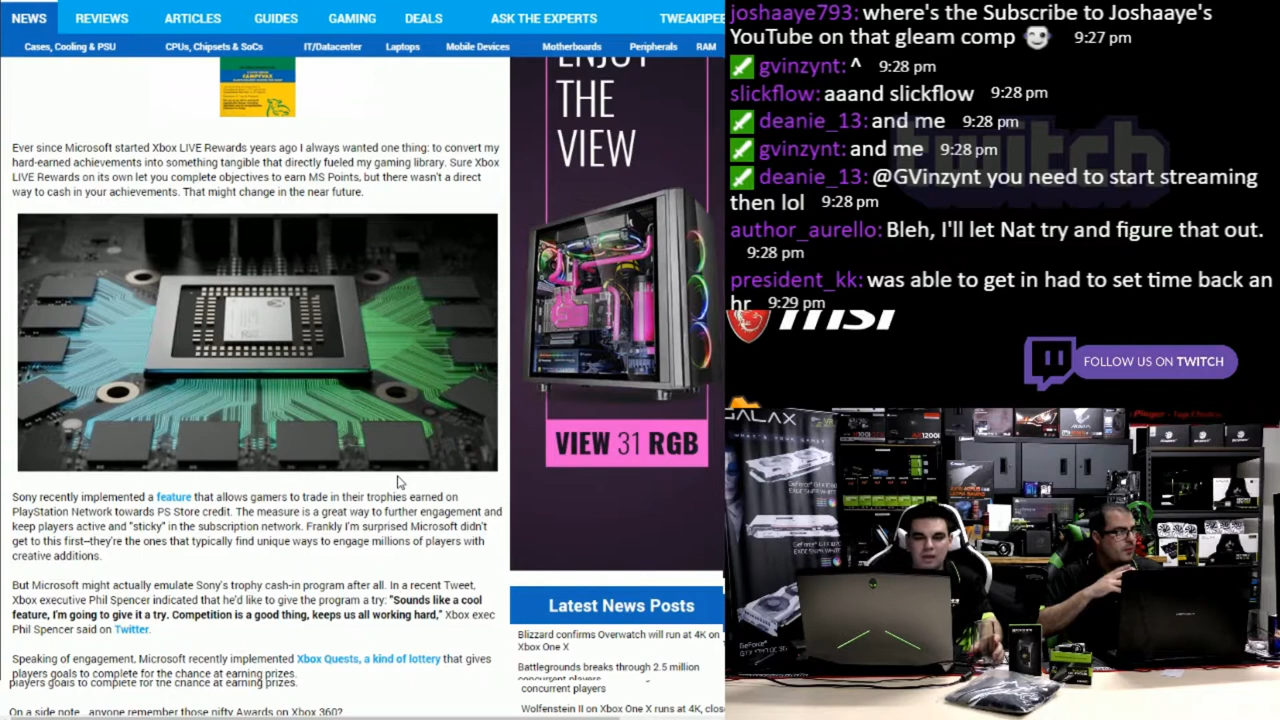 NEWS REVIEWS ARTICLES GUIDES GAMING DEALS ASK THE EXPERTS TWEAKIPE
Cases, Cooling & PSU CPUs, Chipsets & SoCs IT/Datacenter Laptops Mobile Devices Motherboards Peripherals RAM
Ever since Microsoft started Xbox LIVE Rewards years ago I always wanted one thing: to convert my
hard-earned achievements into something tangible that directly fueled my gaming library. Sure Xbox
LIVE Rewards on its own let you complete objectives to earn MS Points, but there wasn't a direct
way to cash in your achievements. That might change in the near future.
Sony recently implemented a feature that allows gamers to trade in their trophies earned on
PlayStation Network towards PS Store credit. The measure is a great way to further engagement and
keep players active and "sticky" in the subscription network. Frankly I'm surprised Microsoft didn't
get to this first--they're the ones that typically find unique ways to engage millions of players with
creative additions.
But Microsoft might actually emulate Sony's trophy cash-in program after all. In a recent Tweet,
Xbox executive Phil Spencer indicated that he'd like to give the program a try: "Sounds like a cool
feature, I'm going to give it a try. Competition is a good thing, keeps us all working hard," Xbox exec
Phil Spencer said on Twitter.
Speaking of engagement, Microsoft recently implemented Xbox Quests, a kind of lottery that gives
players goals to complete for the chance at earning prizes.
players goals to complete for the chance at earning prizes.
On a side note...anyone remember those nifty Awards on Xbox 360?
ENJOY
THE
VIEW
VIEW 31 RGB
Latest News Posts
Blizzard confirms Overwatch will run at 4K on
Xbox One X
Battlegrounds breaks through 2.5 million
concurrent players
concurrent players
Wolfenstein II on Xbox One X runs at 4K, clos
joshaaye793: where's the Subscribe to Joshaaye's
YouTube on that gleam comp 9:27 pm
gvinzynt: ^ 9:28 pm
slickflow: aaand slickflow 9:28 pm
deanie_13: and me 9:28 pm
gvinzynt: and me 9:28 pm
deanie_13: @GVinzynt you need to start streaming
then lol 9:28 pm
author_aurello: Bleh, I'll let Nat try and figure that out.
9:28 pm
president_kk: was able to get in had to set time back an
hr 9:29 pm
twitch
msi
FOLLOW US ON TWITCH
GALAX